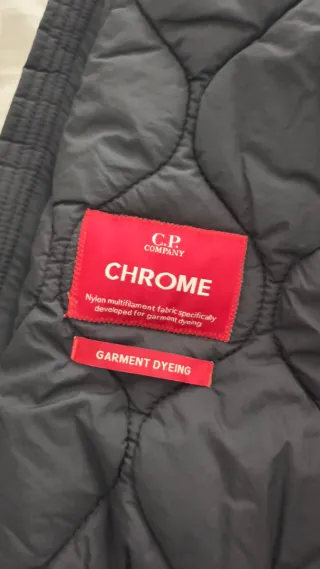 C.P.
COMPANY
CHROME
Nylon multifilament fabric specifically
developed for garment dyeing
GARMENT DYEING